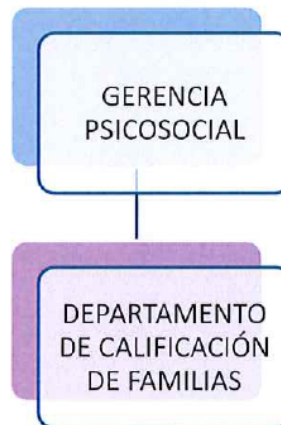 GERENCIA
PSICOSOCIAL
DEPARTAMENTO
DE CALIFICACIÓN
DE FAMILIAS